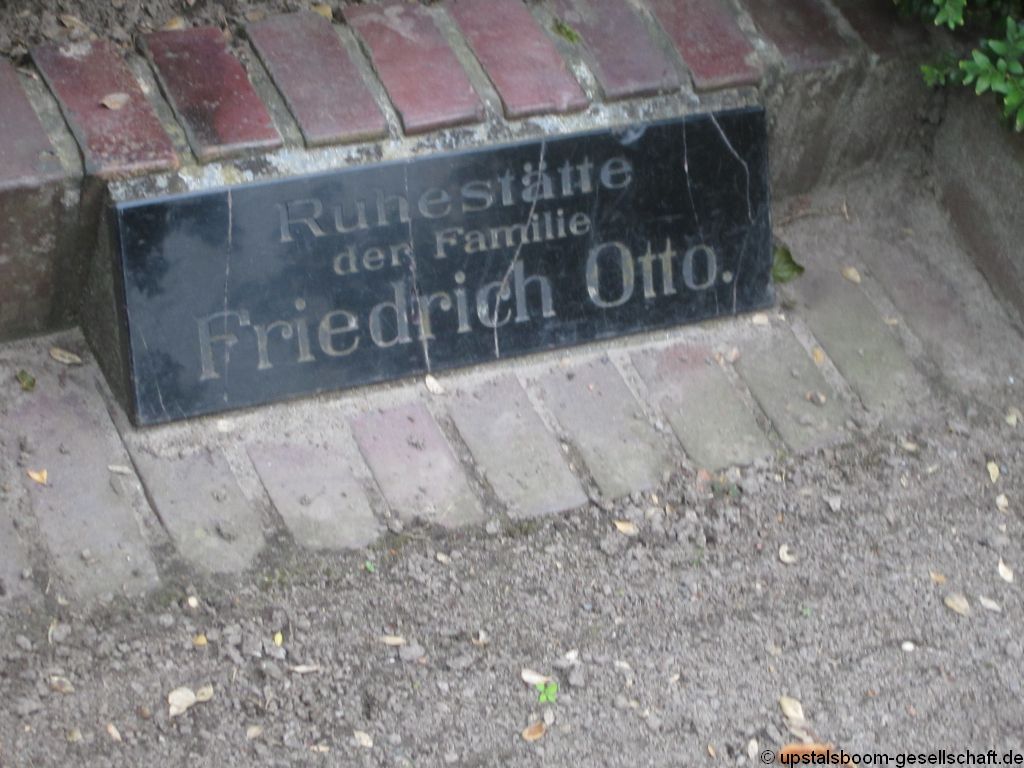 Ruhestätte
der Familie
Friedrich Otto.
© upstalsboom-gesellschaft.de